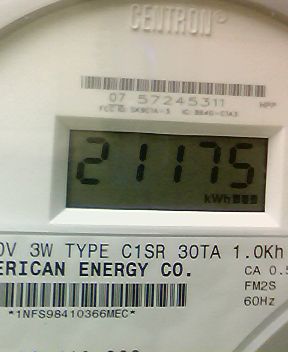 CENTRON®
07 57245311
HPP
21175
kWh
0V 3W TYPE C1SR 30TA 1.0Kh
ERICAN ENERGY CO.
CA 0.5
FM2S
60Hz
*1NFS98410366MEC*